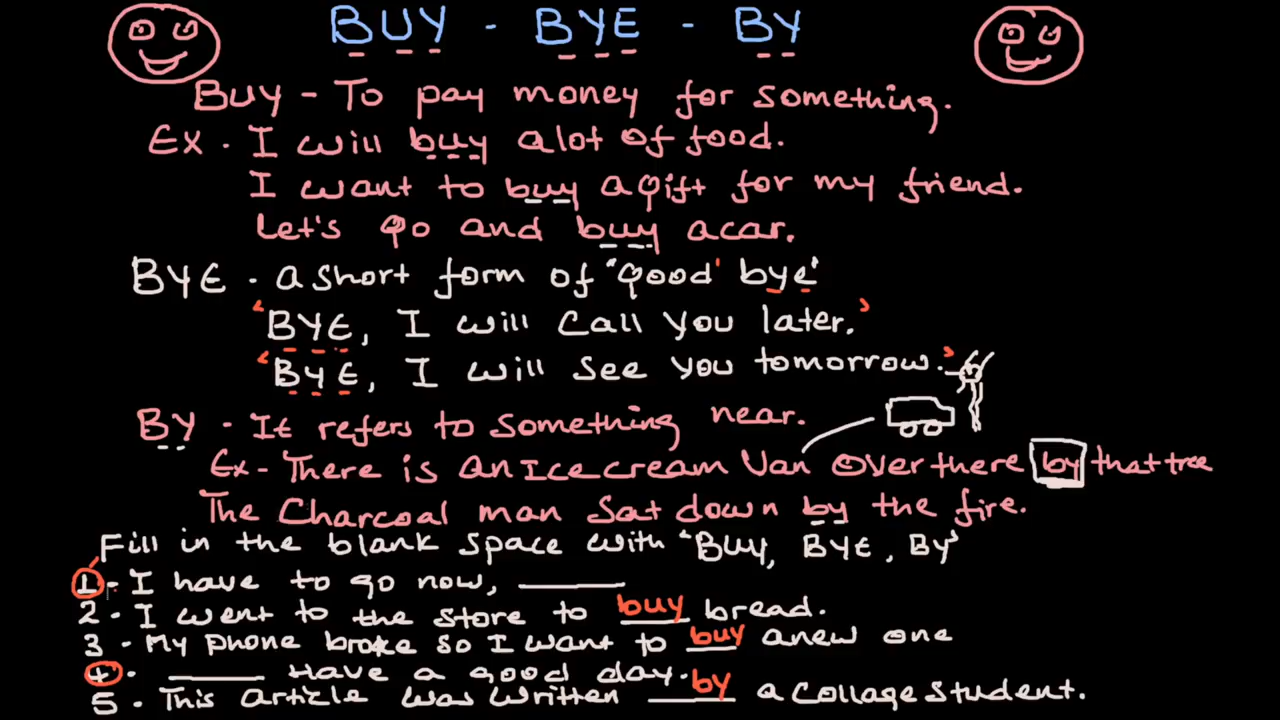 BUY - BYE - BY
BUY - To pay money for something.
Ex. I will buy a lot of food.
I want to buy a gift for my friend.
Let's go and buy a car.
BYE - a short form of "good' bye'
"BYE, I will call you later."
"BYE, I will see you tomorrow."
BY - It refers to something near.
Ex - There is an Ice cream Van over there by that tree
The Charcoal man sat down by the fire.
Fill in the blank space with "BUY, BYE, BY"
1 - I have to go now, ______
2 - I went to the store to buy bread.
3 - My phone broke so I want to buy a new one
4 - ______ Have a good day.
5 - This article was written by a collage student.